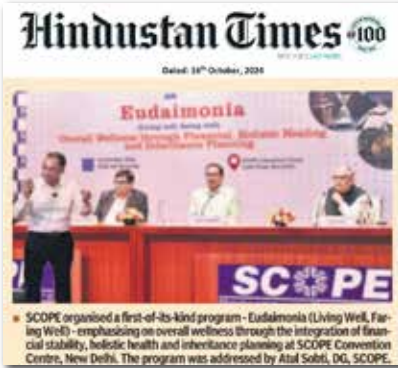 Hindustan Times
100
Dated: 16th October, 2024
Eudaimonia
Overall Wellness through Financial, Holistic Healing
and Inheritance Planning
SCOPE
SCOPE organised a first-of-its-kind program - Eudaimonia (Living Well, Far-
ing Well) - emphasising on overall wellness through the integration of finan-
cial stability, holistic health and inheritance planning at SCOPE Convention
Centre, New Delhi. The program was addressed by Atul Sobti, DG, SCOPE.